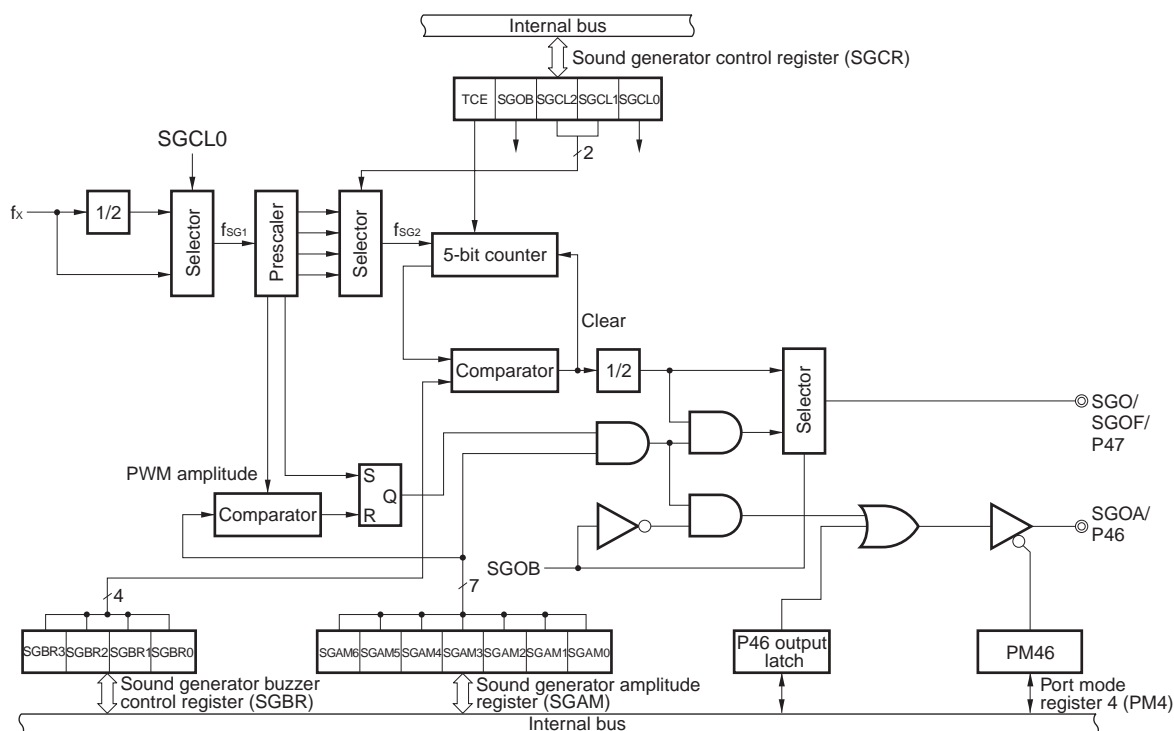 Internal bus
Sound generator control register (SGCR)
TCE SGOB SGCL2 SGCL1 SGCL0
SGCL0
2
fX
1/2
Selector
fSG1
Prescaler
Selector
fSG2
5-bit counter
Clear
Comparator
1/2
Selector
SGO/
SGOF/
P47
PWM amplitude
S
Q
R
Comparator
SGOA/
P46
SGOB
4
7
SGBR3 SGBR2 SGBR1 SGBR0
SGAM6 SGAM5 SGAM4 SGAM3 SGAM2 SGAM1 SGAM0
P46 output
latch
PM46
Sound generator buzzer
control register (SGBR)
Sound generator amplitude
register (SGAM)
Port mode
register 4 (PM4)
Internal bus